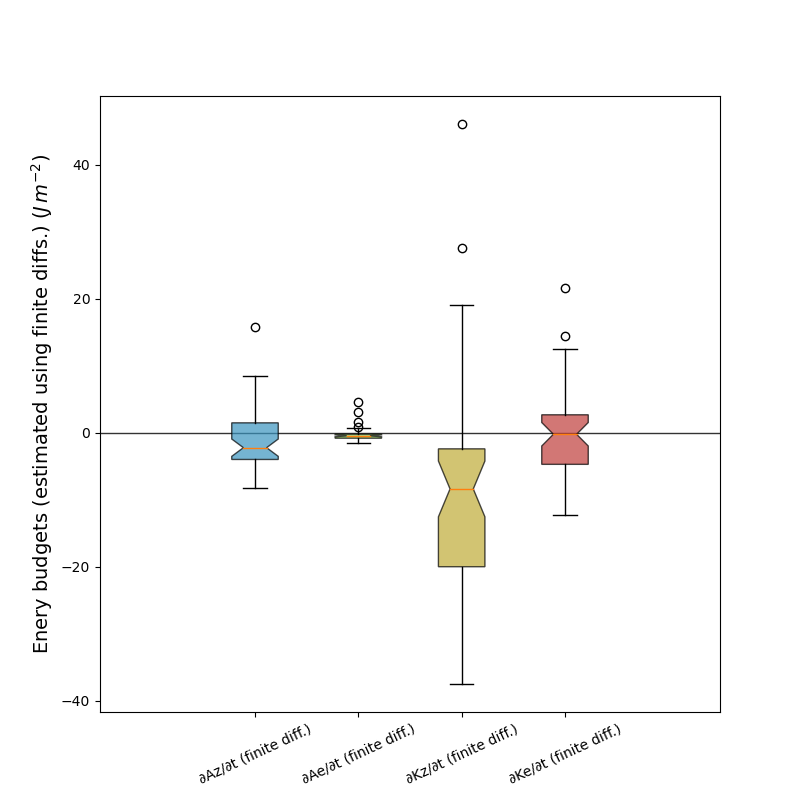 Enery budgets (estimated using finite diffs.) (J m⁻²)
40
20
0
−20
−40
∂Az/∂t (finite diff.)
∂Ae/∂t (finite diff.)
∂Kz/∂t (finite diff.)
∂Ke/∂t (finite diff.)